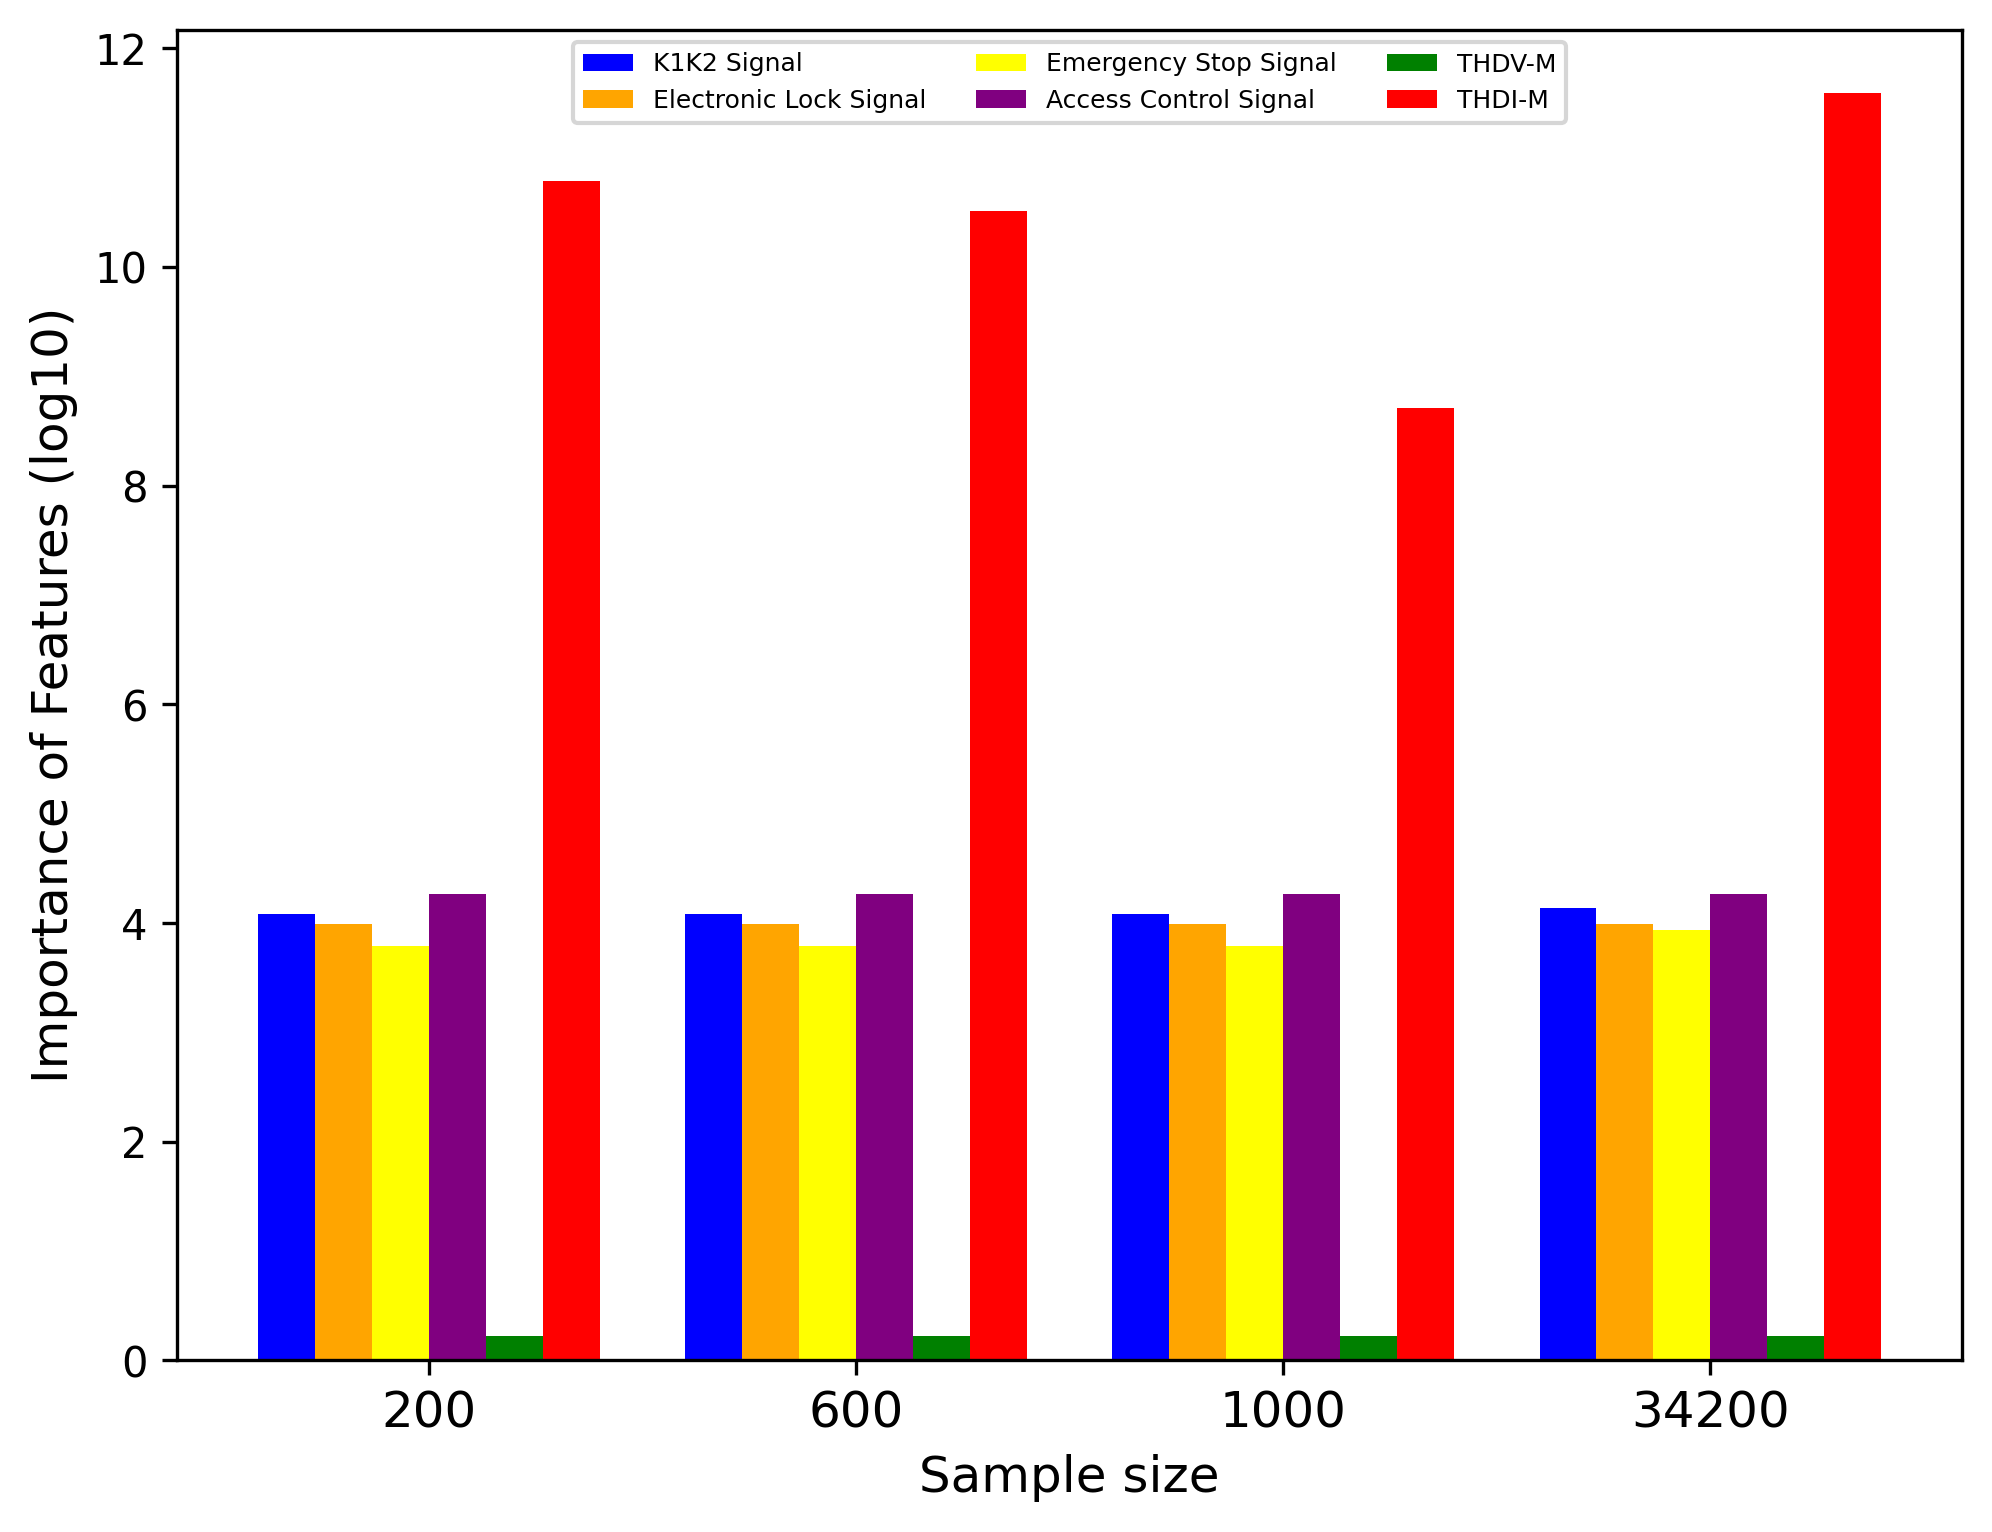 K1K2 Signal
Electronic Lock Signal
Emergency Stop Signal
Access Control Signal
THDV-M
THDI-M
Importance of Features (log10)
12
10
8
6
4
2
0
200
600
1000
34200
Sample size